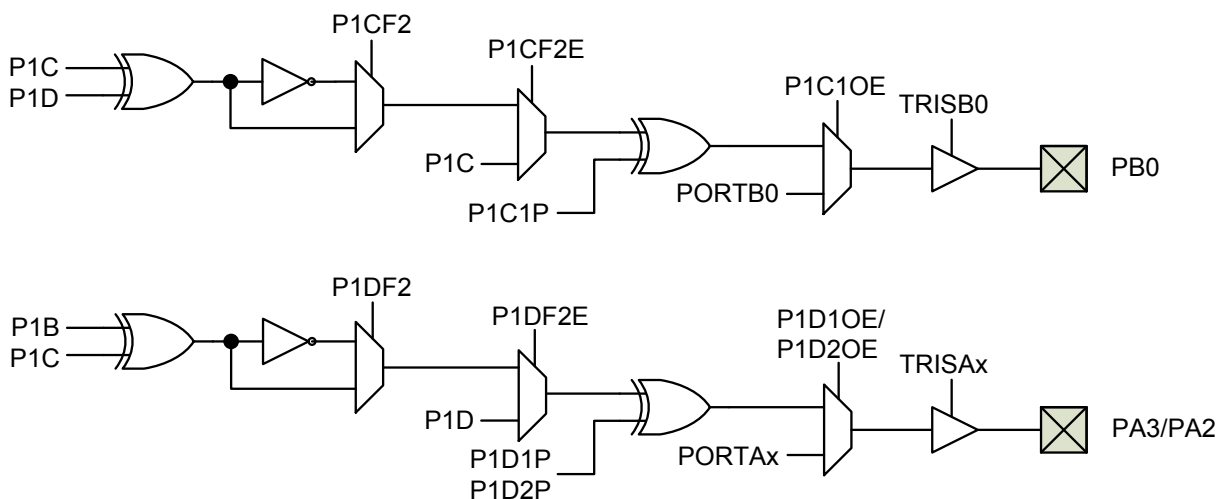 P1CF2
P1CF2E
P1C
P1D
P1C1OE
TRISB0
P1C
PORTB0
PB0
P1C1P
P1DF2
P1DF2E
P1B
P1C
P1D1OE/
P1D2OE
TRISAx
P1D
PORTAx
PA3/PA2
P1D1P
P1D2P